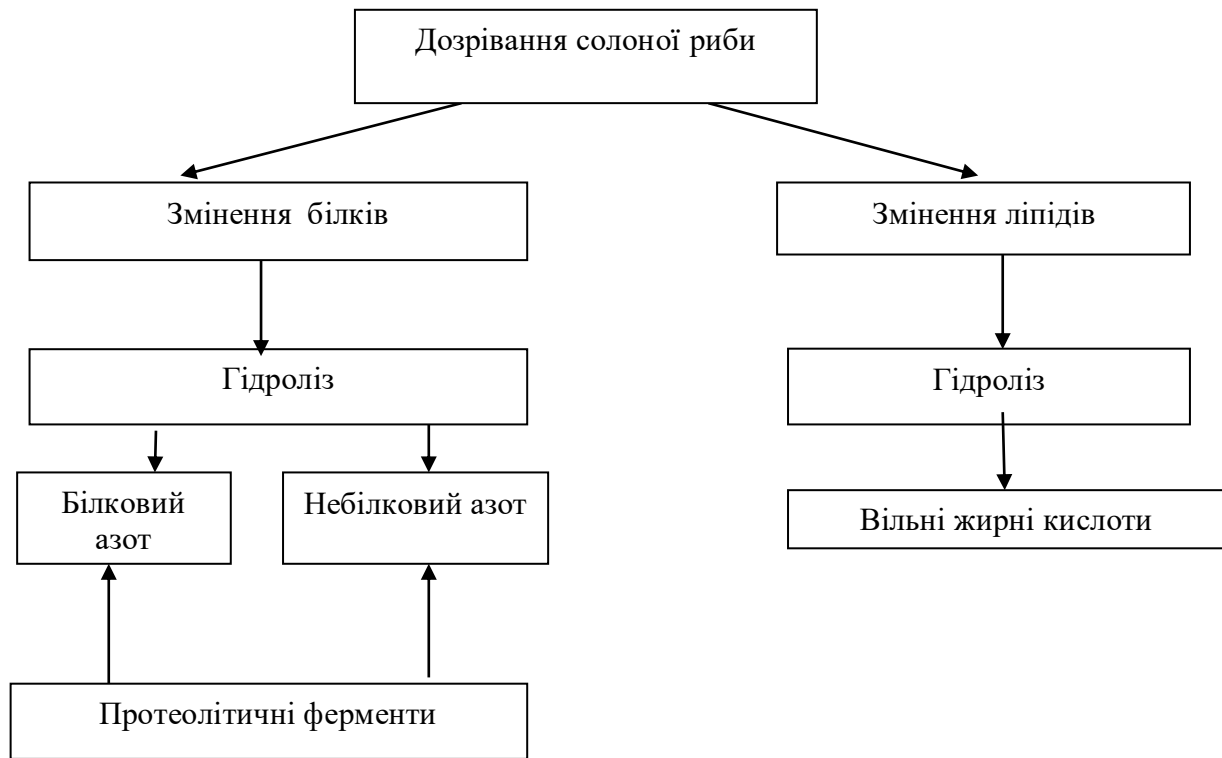 Дозрівання солоної риби
Змінення білків
Змінення ліпідів
Гідроліз
Гідроліз
Білковий
азот
Небілковий азот
Вільні жирні кислоти
Протеолітичні ферменти